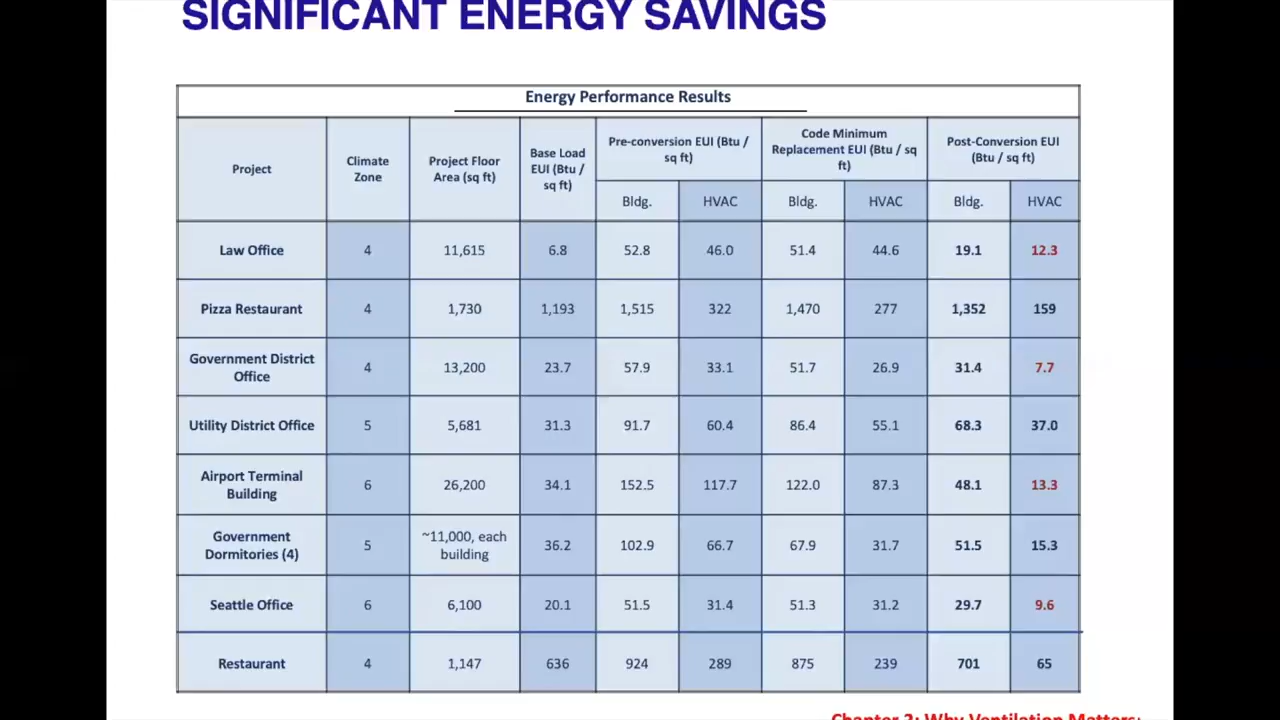 SIGNIFICANT ENERGY SAVINGS
Energy Performance Results
Project
Climate
Zone
Project Floor
Area (sq ft)
Base Load
EUI (Btu /
sq ft)
Pre-conversion EUI (Btu /
sq ft)
Code Minimum
Replacement EUI (Btu / sq
ft)
Post-Conversion EUI
(Btu / sq ft)
Bldg. HVAC Bldg. HVAC Bldg. HVAC
Law Office 4 11,615 6.8 52.8 46.0 51.4 44.6 19.1 12.3
Pizza Restaurant 4 1,730 1,193 1,515 322 1,470 277 1,352 159
Government District
Office 4 13,200 23.7 57.9 33.1 51.7 26.9 31.4 7.7
Utility District Office 5 5,681 31.3 91.7 60.4 86.4 55.1 68.3 37.0
Airport Terminal
Building 6 26,200 34.1 152.5 117.7 122.0 87.3 48.1 13.3
Government
Dormitories (4) 5 ~11,000, each
building 36.2 102.9 66.7 67.9 31.7 51.5 15.3
Seattle Office 6 6,100 20.1 51.5 31.4 51.3 31.2 29.7 9.6
Restaurant 4 1,147 636 924 289 875 239 701 65
Chapter 2: Why Ventilation Matters: